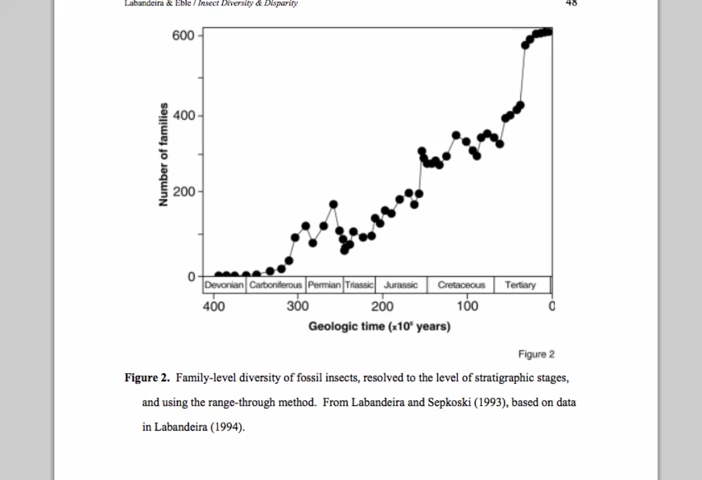 Labandeira & Eble / Insect Diversity & Disparity 48
600
400
200
0
Number of families
Devonian Carboniferous Permian Triassic Jurassic Cretaceous Tertiary
400 300 200 100 0
Geologic time (x10⁶ years)
Figure 2
Figure 2. Family-level diversity of fossil insects, resolved to the level of stratigraphic stages,
and using the range-through method. From Labandeira and Sepkoski (1993), based on data
in Labandeira (1994).